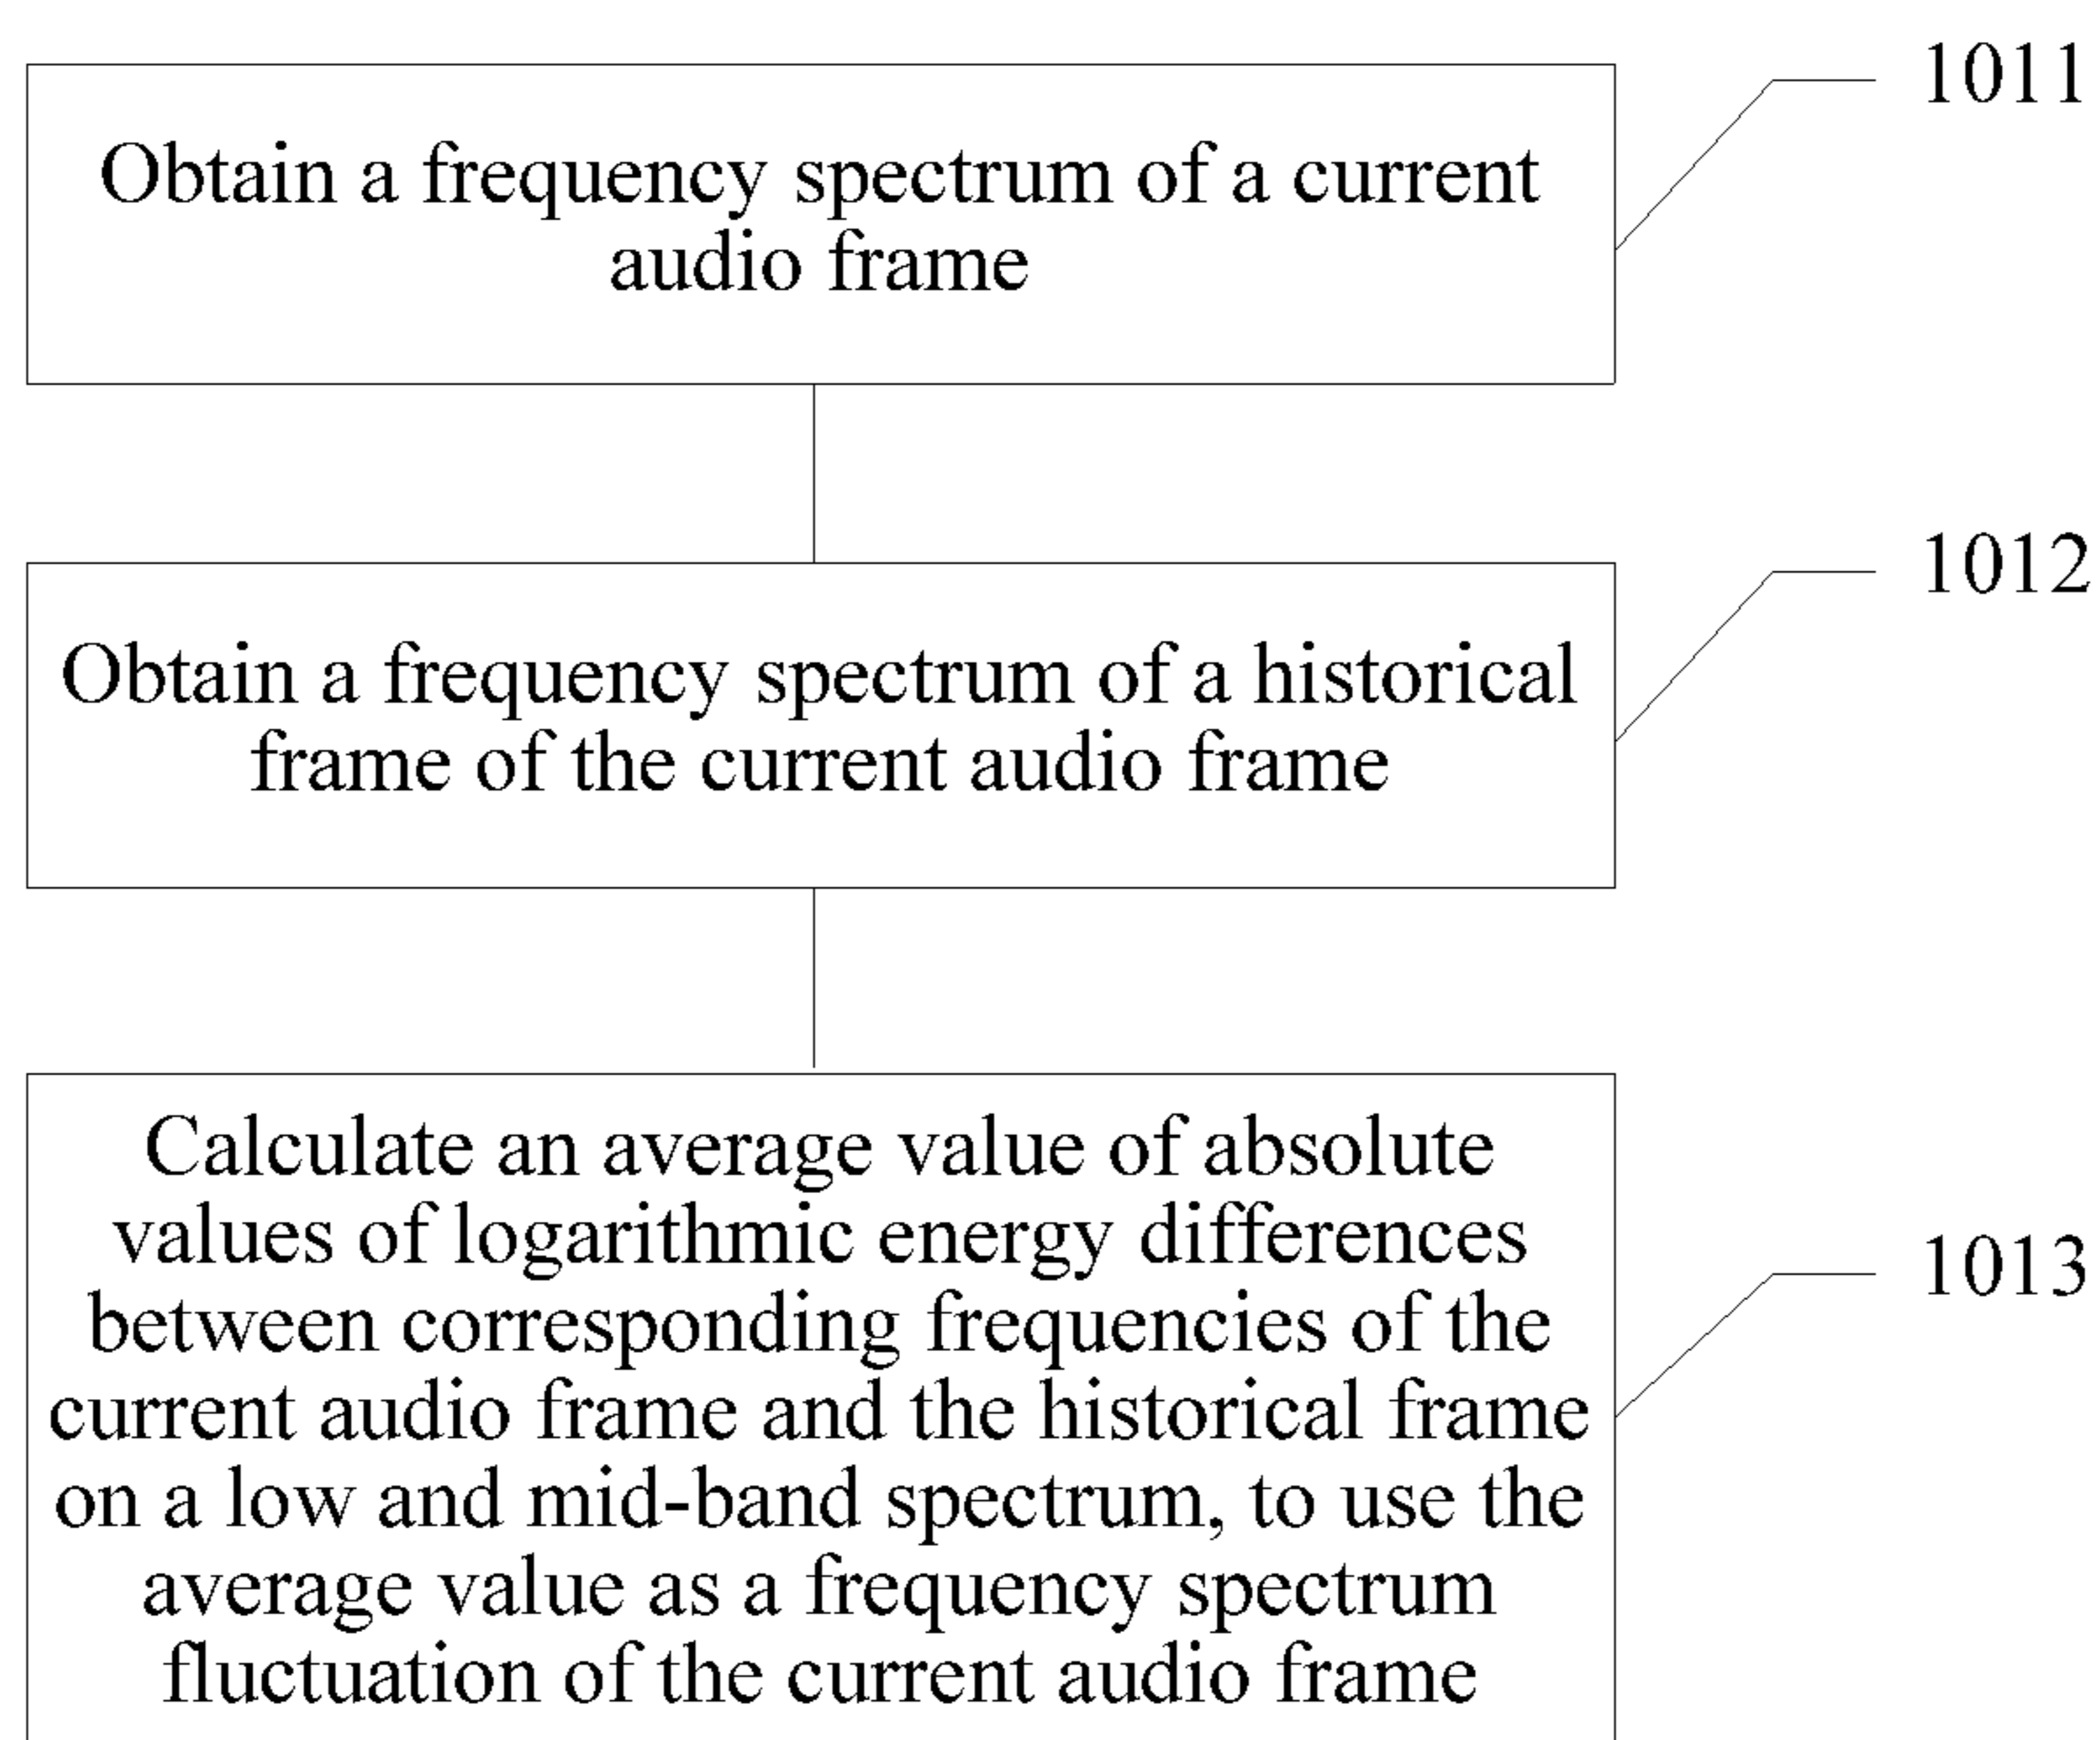 1011
Obtain a frequency spectrum of a current
audio frame
1012
Obtain a frequency spectrum of a historical
frame of the current audio frame
Calculate an average value of absolute
values of logarithmic energy differences
between corresponding frequencies of the
current audio frame and the historical frame
on a low and mid-band spectrum, to use the
average value as a frequency spectrum
fluctuation of the current audio frame
1013